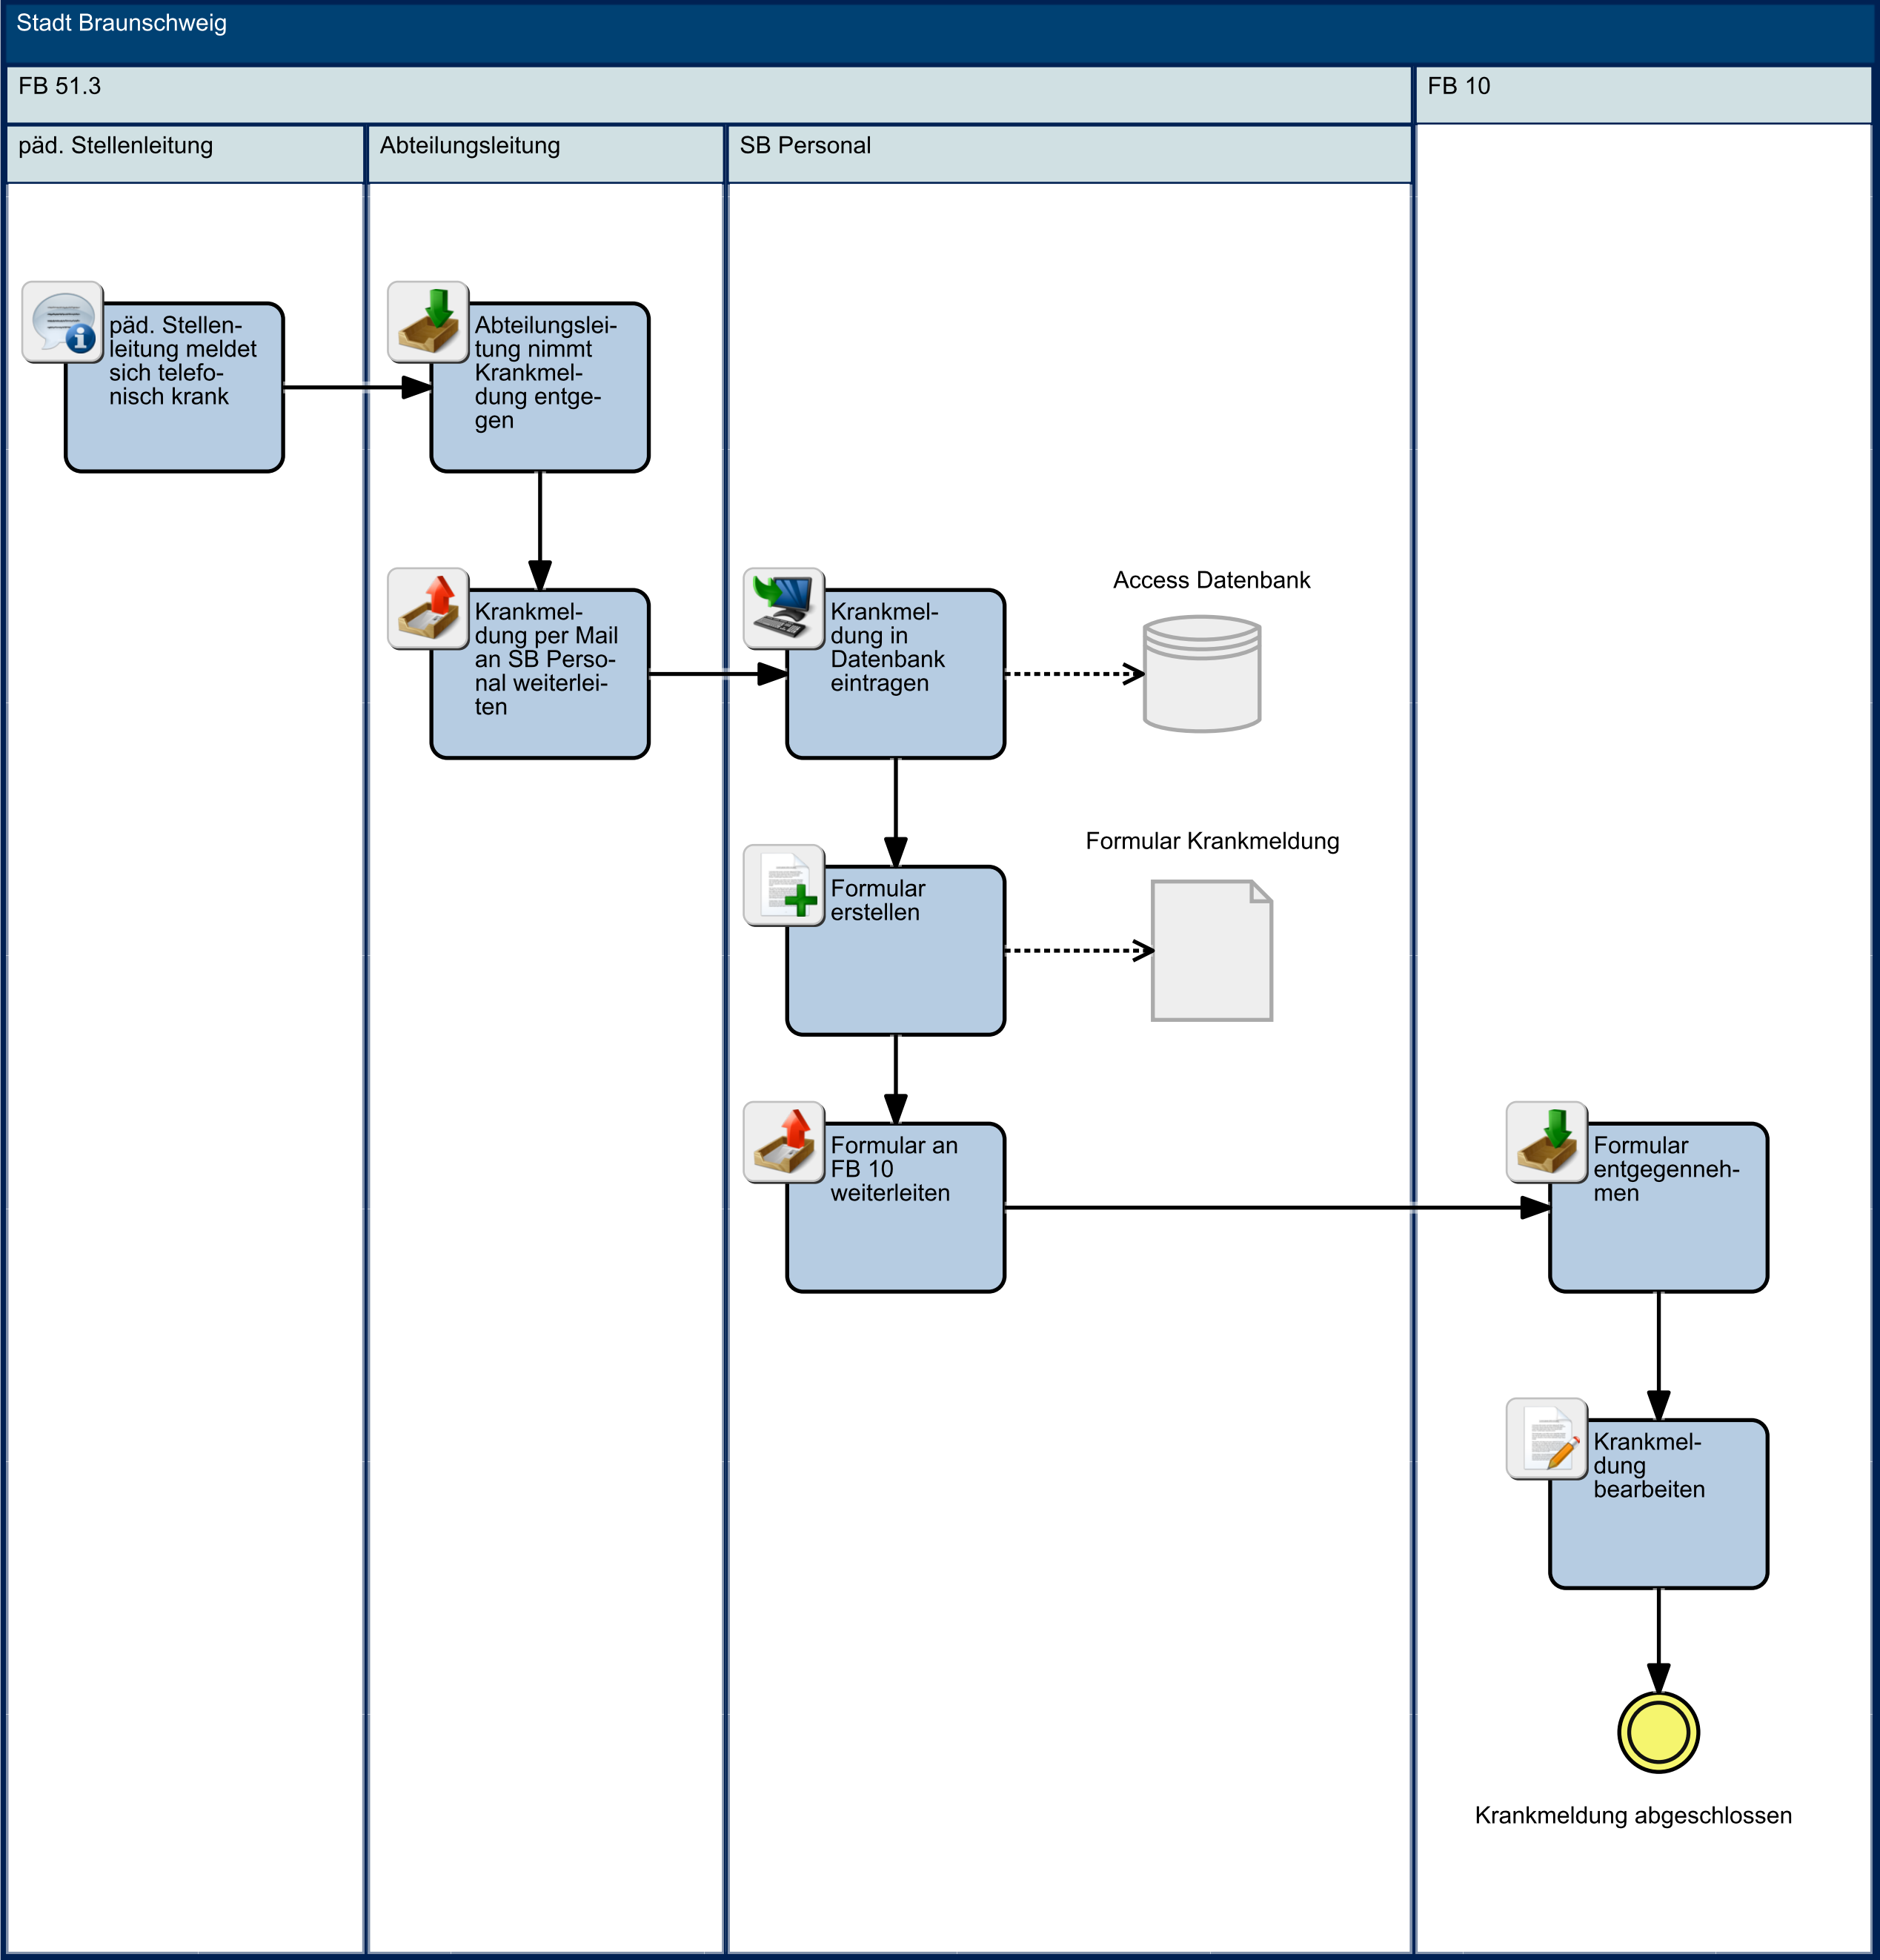 Stadt Braunschweig
FB 51.3
FB 10
päd. Stellenleitung
Abteilungsleitung
SB Personal
päd. Stellen-
leitung meldet
sich telefo-
nisch krank
Abteilungslei-
tung nimmt
Krankmel-
dung entge-
gen
Krankmel-
dung per Mail
an SB Perso-
nal weiterlei-
ten
Krankmel-
dung in
Datenbank
eintragen
Access Datenbank
Formular
erstellen
Formular Krankmeldung
Formular an
FB 10
weiterleiten
Formular
entgegenneh-
men
Krankmel-
dung
bearbeiten
Krankmeldung abgeschlossen